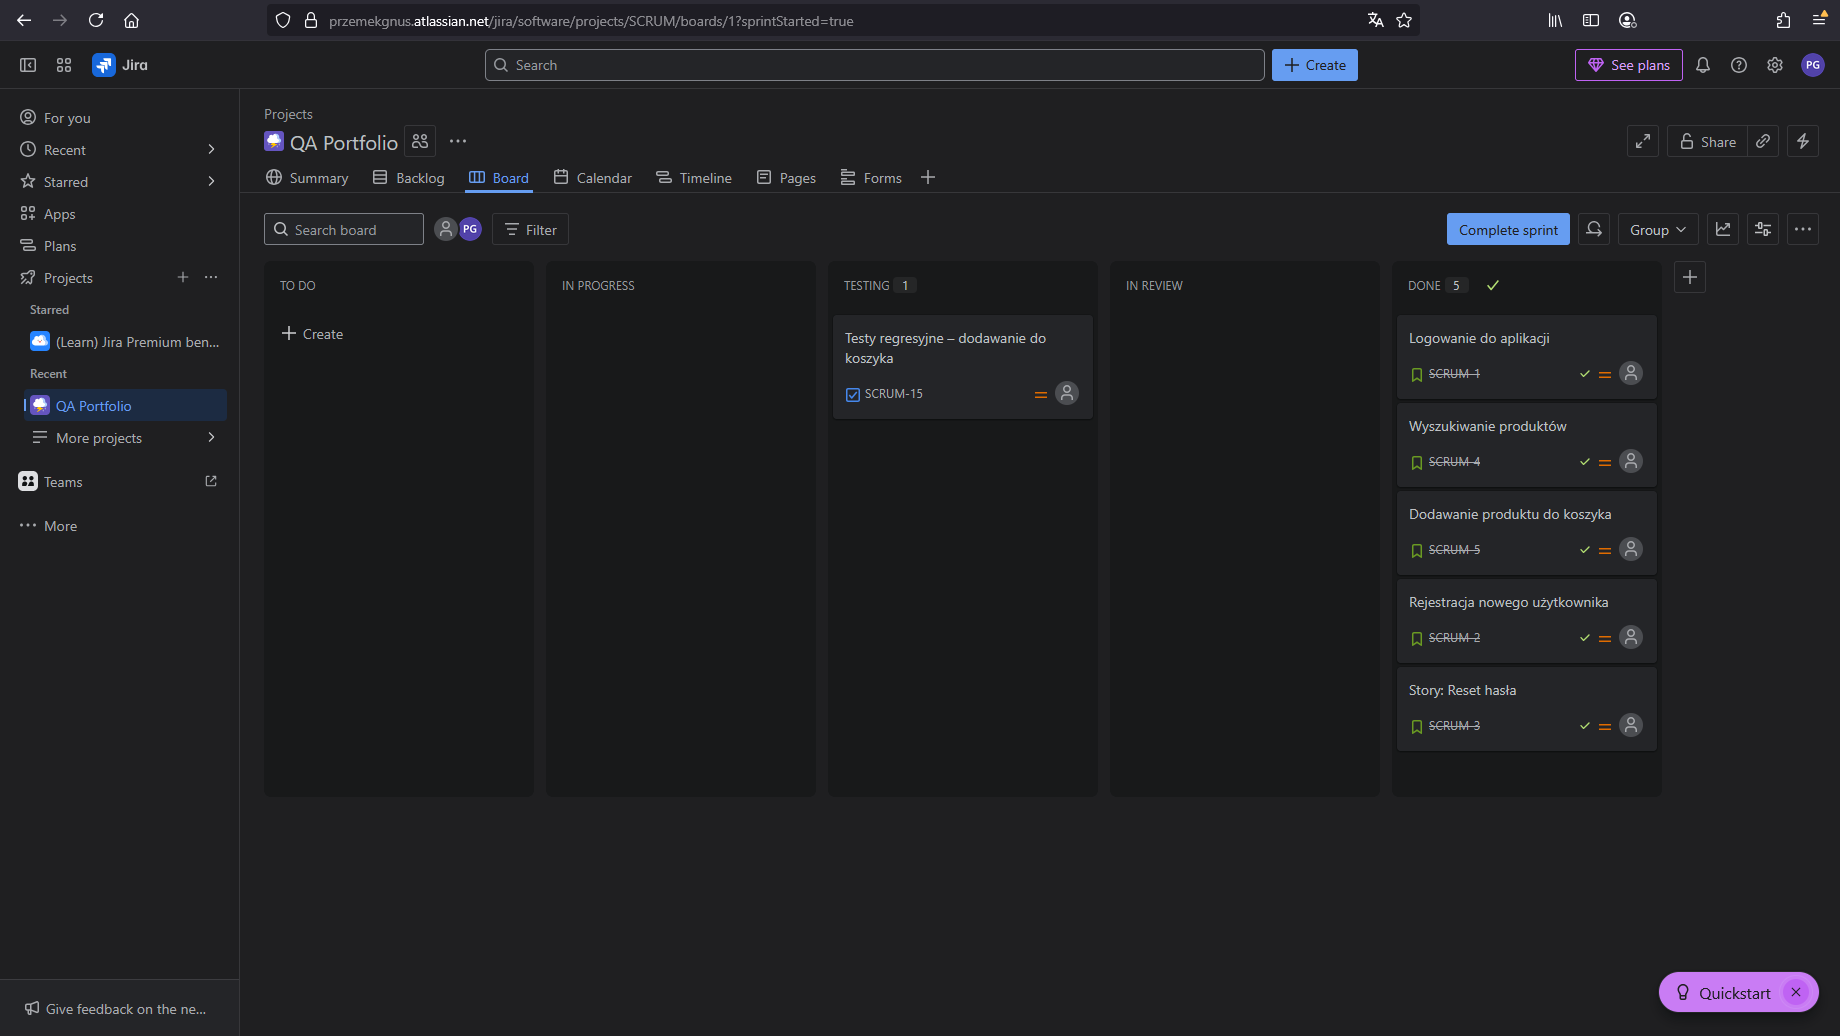 przemekgnus.atlassian.net/jira/software/projects/SCRUM/boards/1?sprintStarted=true
Jira
Search
Create
See plans
PG
For you
Recent
Starred
Apps
Plans
Projects
Starred
(Learn) Jira Premium ben...
Recent
QA Portfolio
More projects
Teams
More
Give feedback on the ne...
Projects
QA Portfolio
Share
Summary
Backlog
Board
Calendar
Timeline
Pages
Forms
Search board
PG
Filter
Complete sprint
Group
TO DO
Create
IN PROGRESS
TESTING 1
Testy regresyjne – dodawanie do
koszyka
SCRUM-15
IN REVIEW
DONE 5
Logowanie do aplikacji
SCRUM-1
Wyszukiwanie produktów
SCRUM-4
Dodawanie produktu do koszyka
SCRUM-5
Rejestracja nowego użytkownika
SCRUM-2
Story: Reset hasła
SCRUM-3
Quickstart